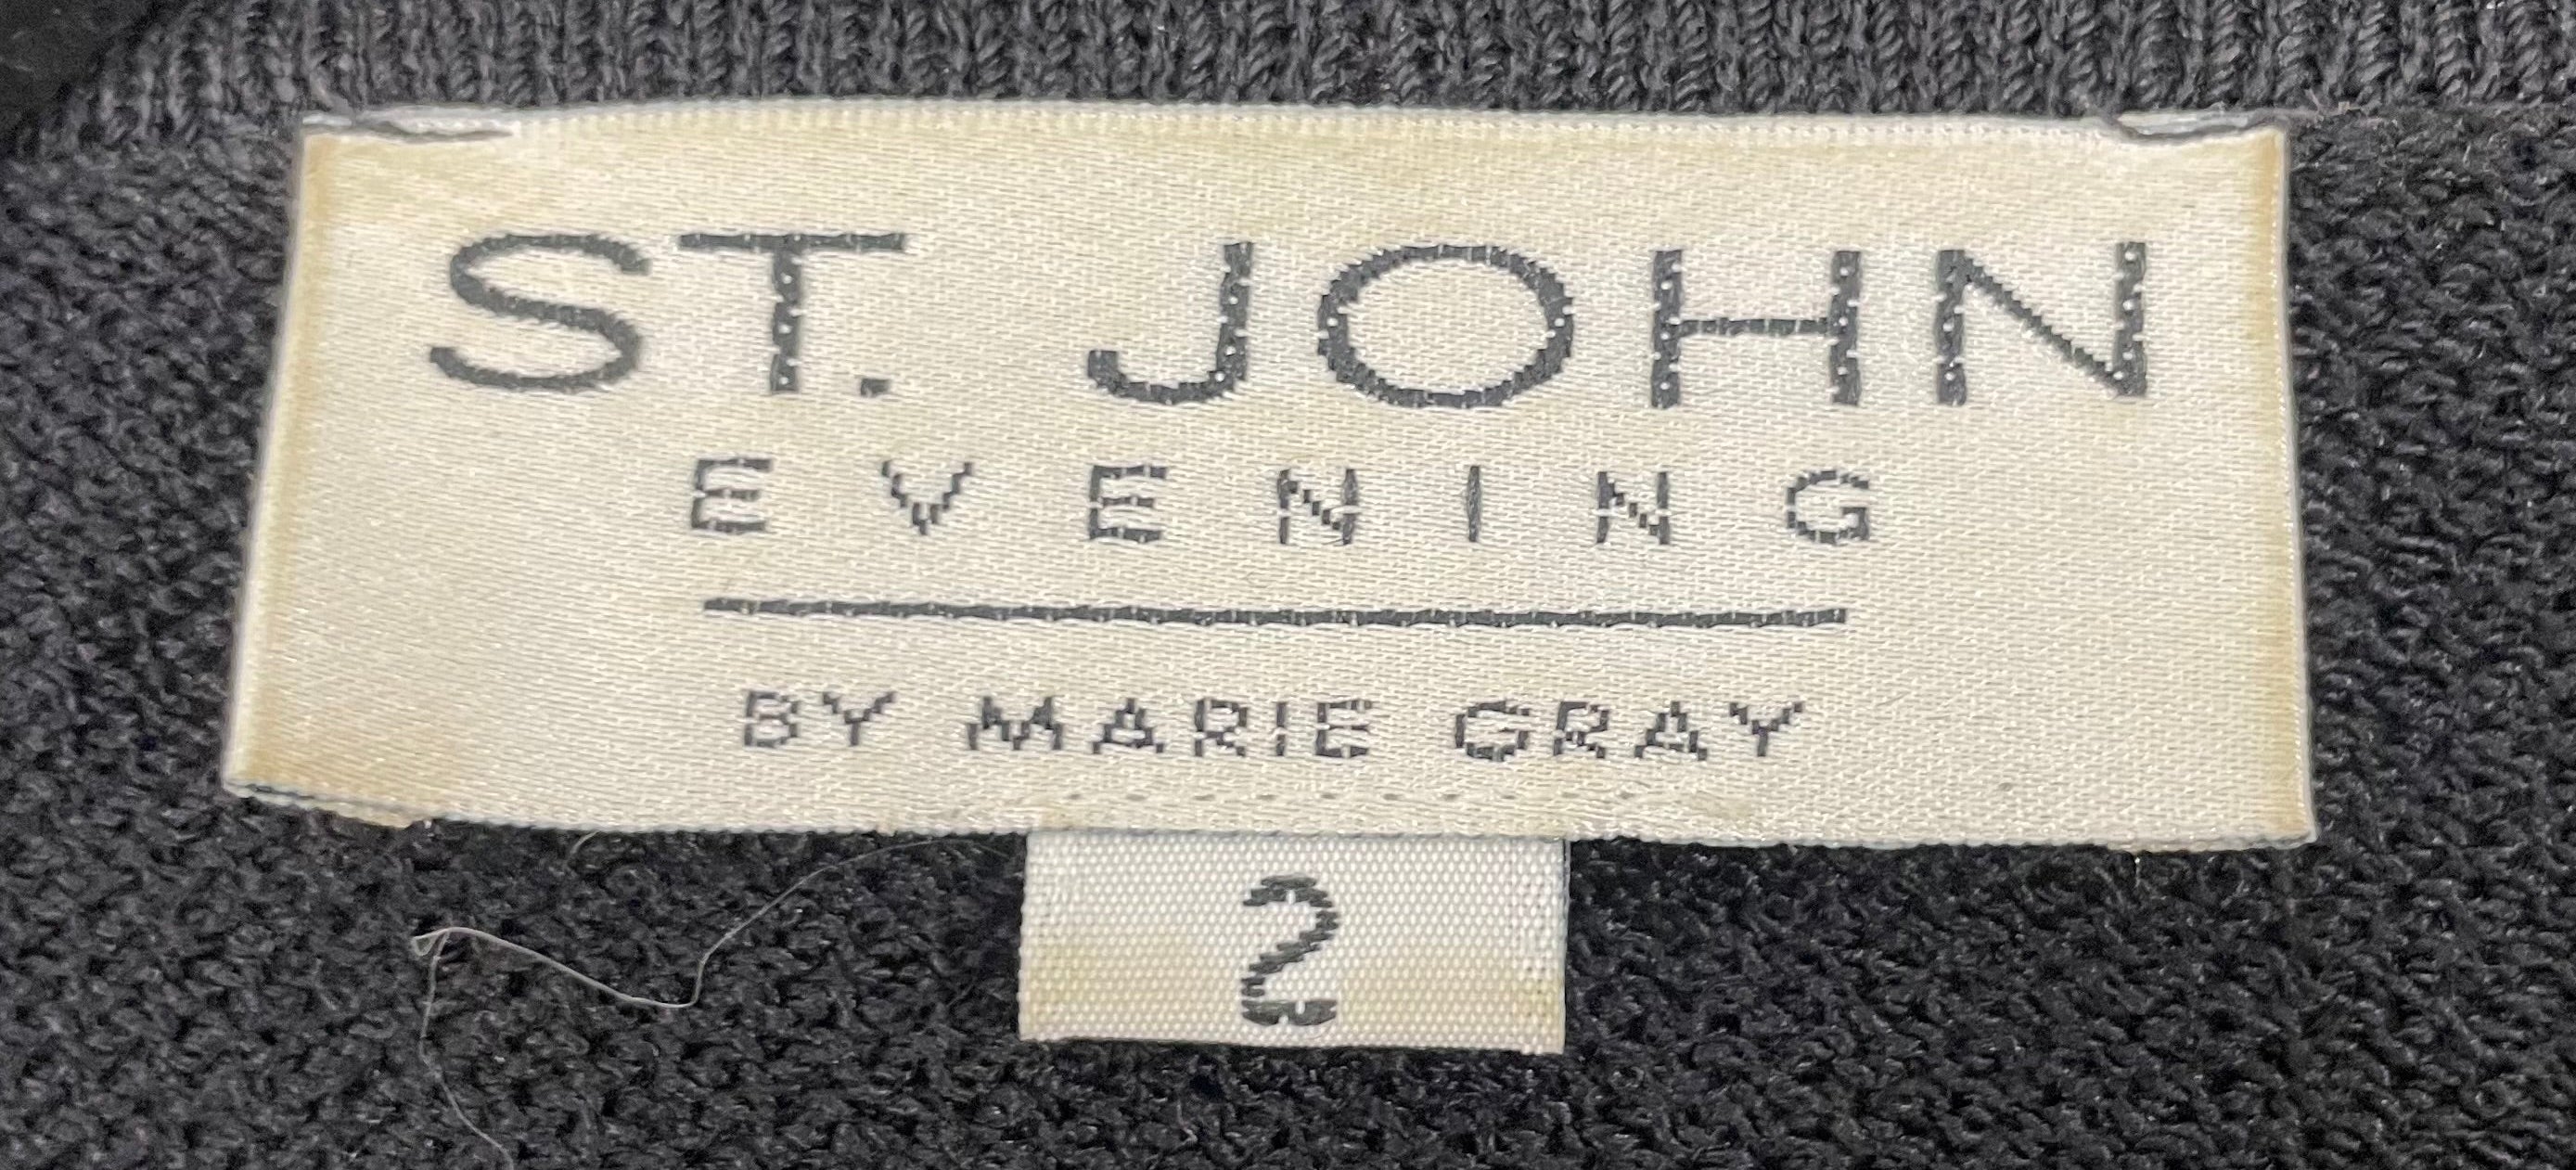 ST. JOHN
EVENING
BY MARIE GRAY
2